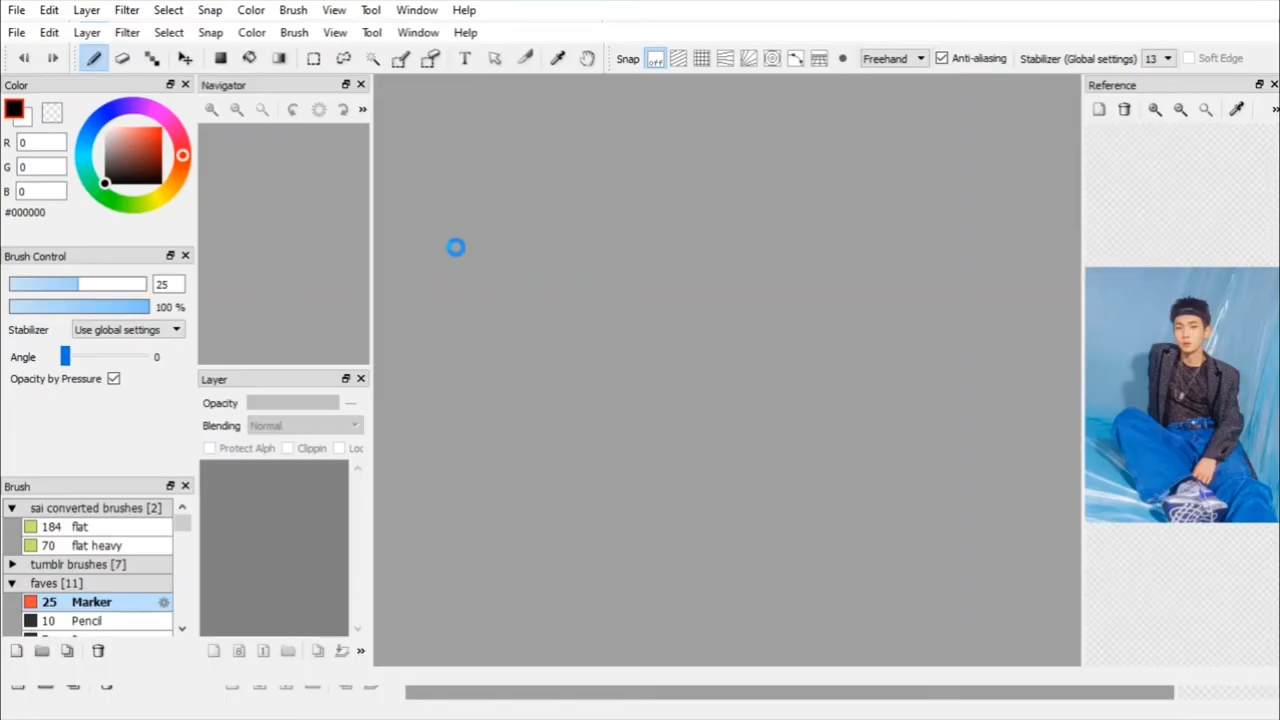 File Edit Layer Filter Select Snap Color Brush View Tool Window Help
File Edit Layer Filter Select Snap Color Brush View Tool Window Help
T Snap off Freehand Anti-aliasing Stabilizer (Global settings) 13 Soft Edge
Color
R 0
G 0
B 0
#000000
Brush Control
25
100 %
Stabilizer Use global settings
Angle 0
Opacity by Pressure
Brush
sai converted brushes [2]
184 flat
70 flat heavy
tumblr brushes [7]
faves [11]
25 Marker
10 Pencil
Navigator
Layer
Opacity ---
Blending Normal
Protect Alph Clippin Loc
8 1
Reference